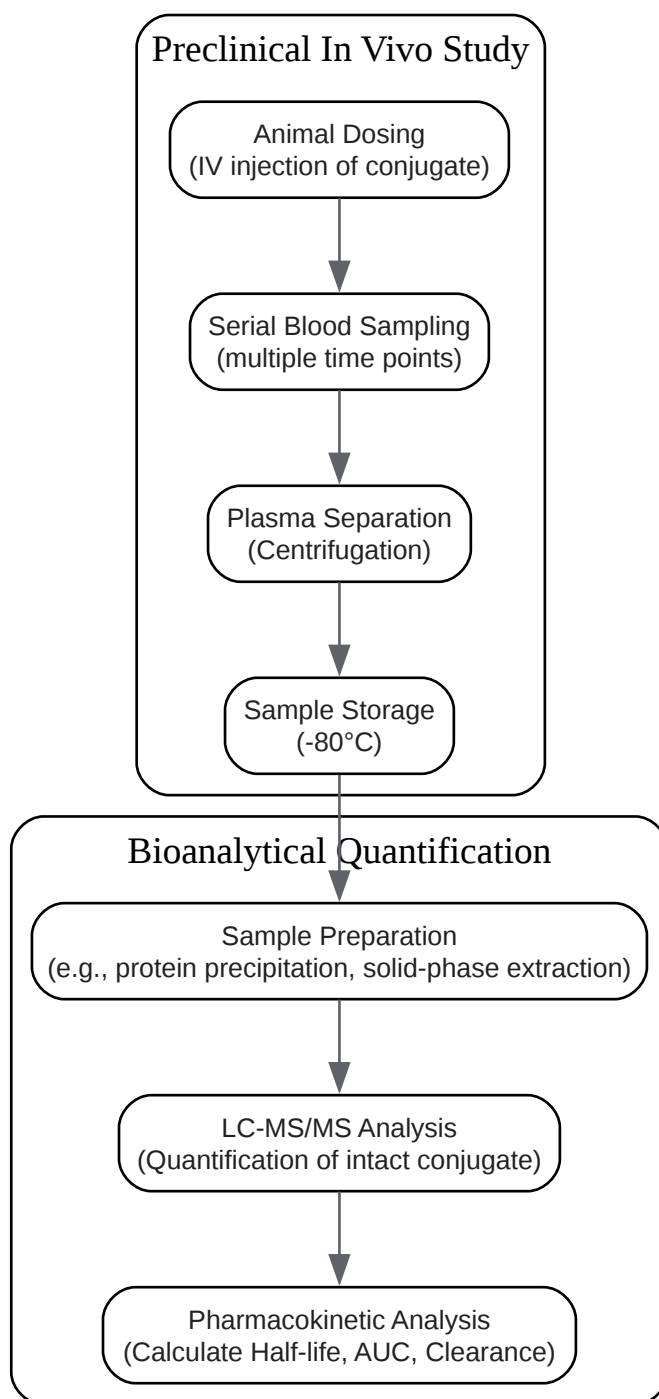 Preclinical In Vivo Study
Animal Dosing
(IV injection of conjugate)
Serial Blood Sampling
(multiple time points)
Plasma Separation
(Centrifugation)
Sample Storage
(-80°C)
Bioanalytical Quantification
Sample Preparation
(e.g., protein precipitation, solid-phase extraction)
LC-MS/MS Analysis
(Quantification of intact conjugate)
Pharmacokinetic Analysis
(Calculate Half-life, AUC, Clearance)